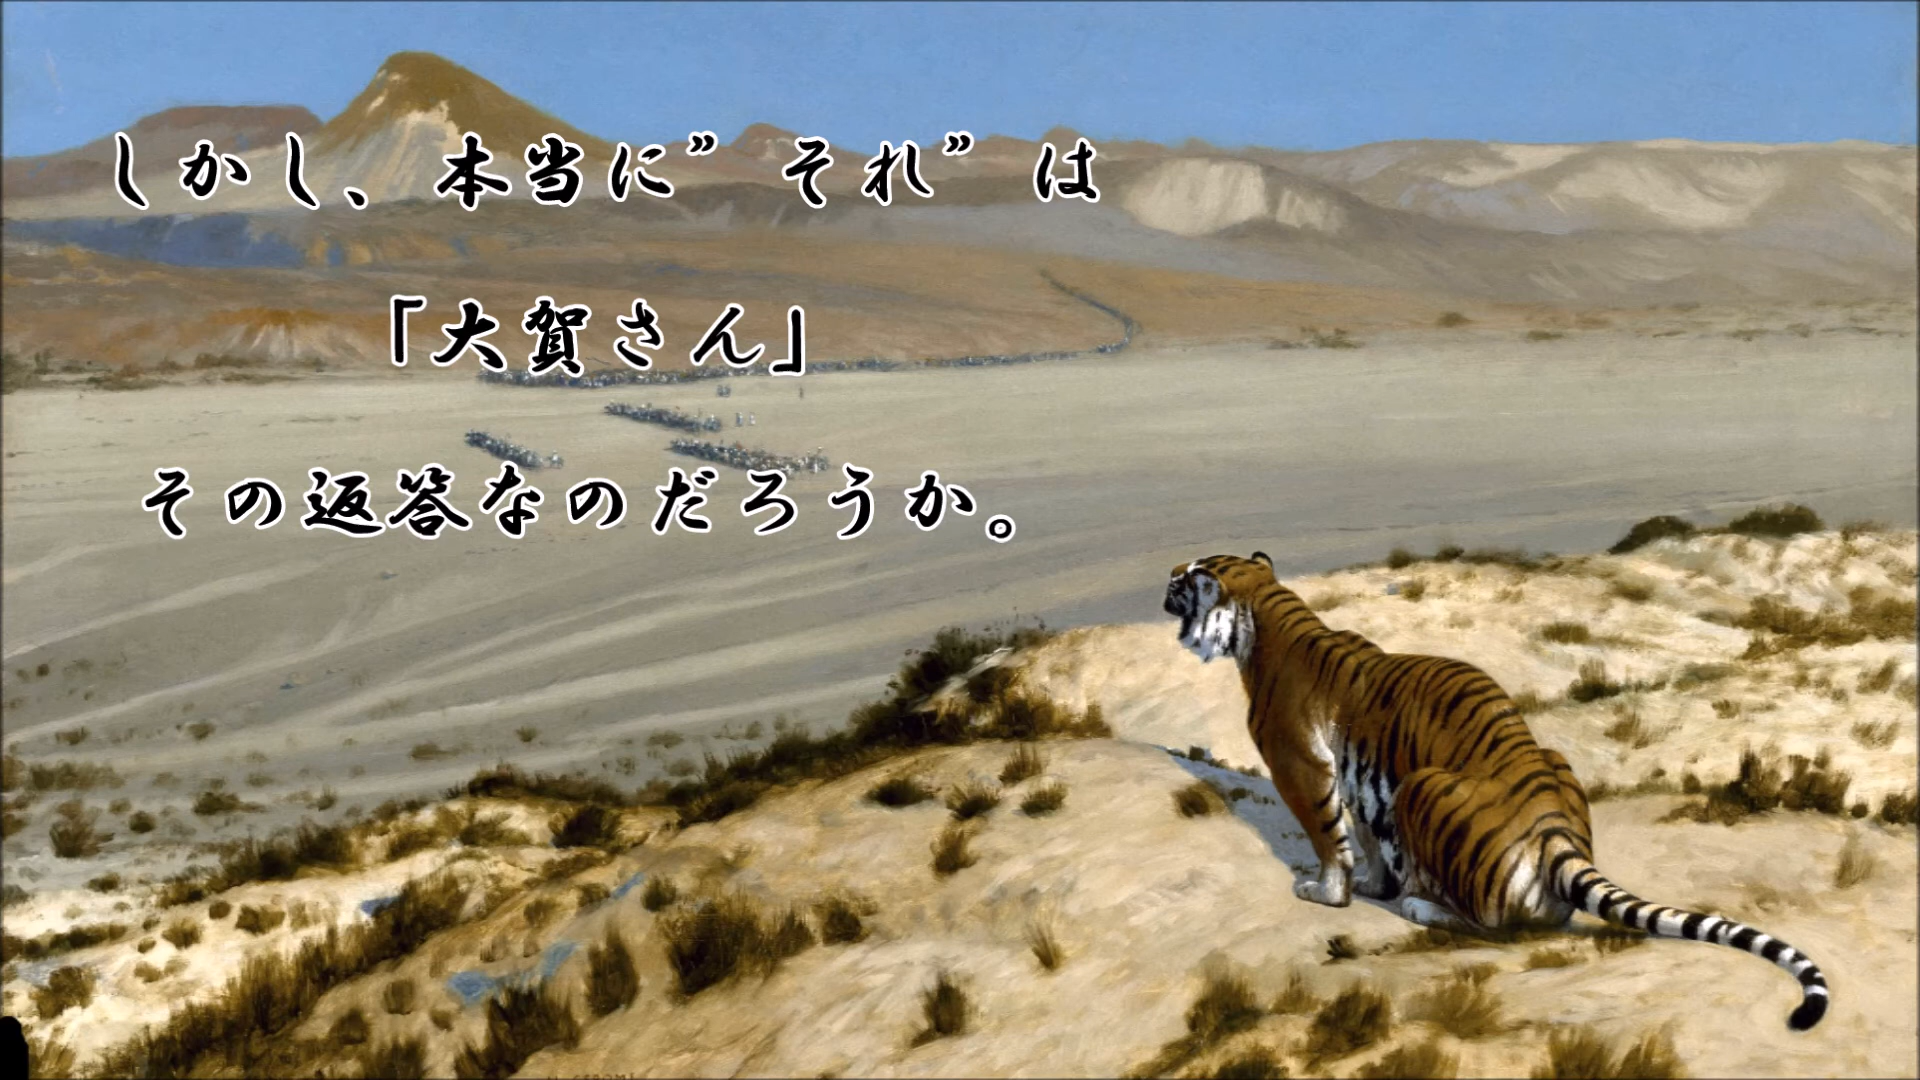 しかし、本当に”それ”は
「大賀さん」
その返答なのだろうか。